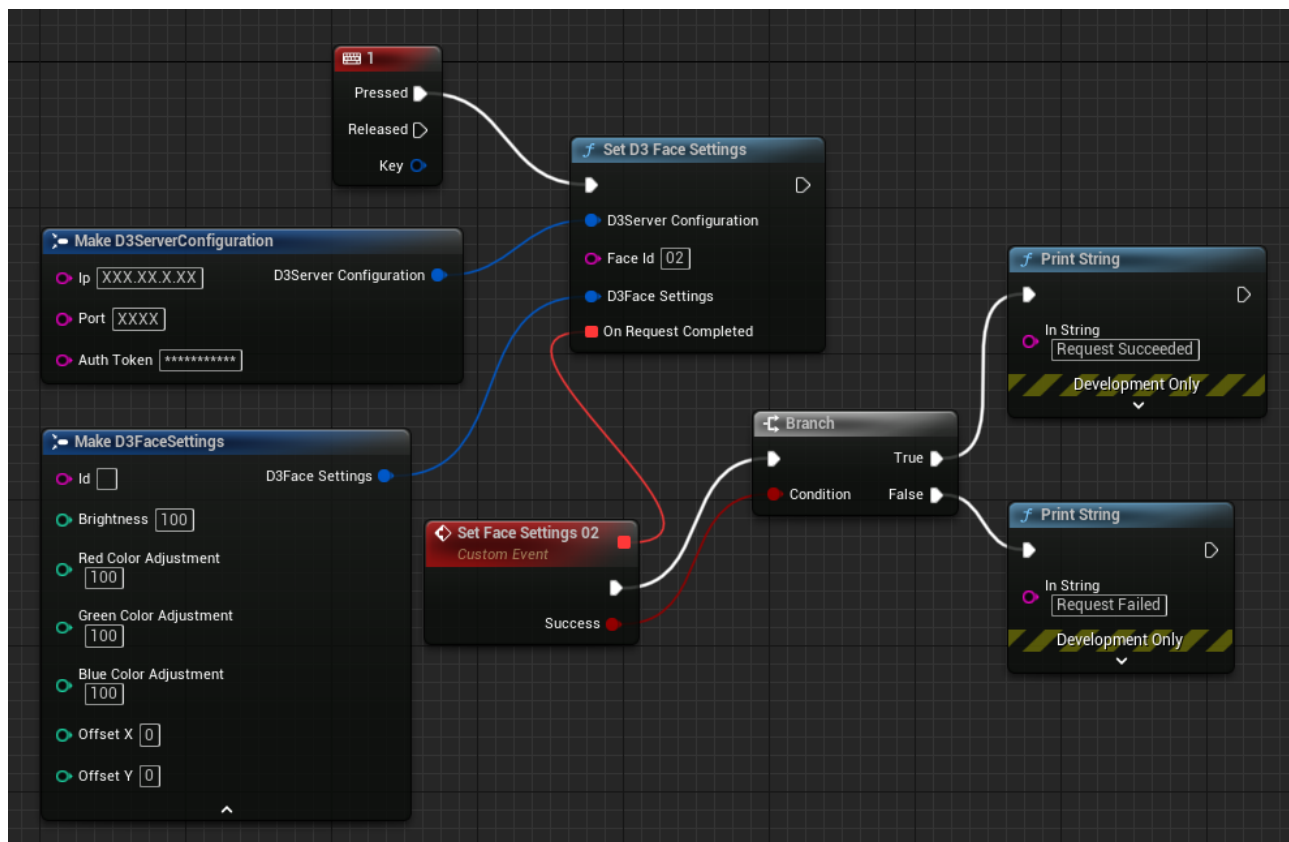 1
Pressed
Released
Key
Set D3 Face Settings
D3Server Configuration
Face Id 02
D3Face Settings
On Request Completed
Make D3ServerConfiguration
Ip XXX.XX.X.XX D3Server Configuration
Port XXXX
Auth Token ***********
Make D3FaceSettings
Id D3Face Settings
Brightness 100
Red Color Adjustment
100
Green Color Adjustment
100
Blue Color Adjustment
100
Offset X 0
Offset Y 0
Set Face Settings 02
Custom Event
Success
Branch
True
Condition False
Print String
In String
Request Succeeded
Development Only
Print String
In String
Request Failed
Development Only